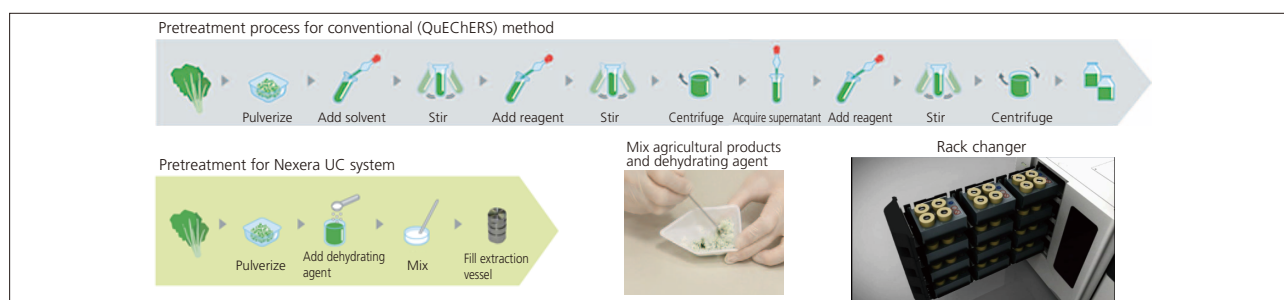 Pretreatment process for conventional (QuEChERS) method
Pulverize
Add solvent
Stir
Add reagent
Stir
Centrifuge
Acquire supernatant
Add reagent
Stir
Centrifuge
Pretreatment for Nexera UC system
Pulverize
Add dehydrating
agent
Mix
Fill extraction
vessel
Mix agricultural products
and dehydrating agent
Rack changer